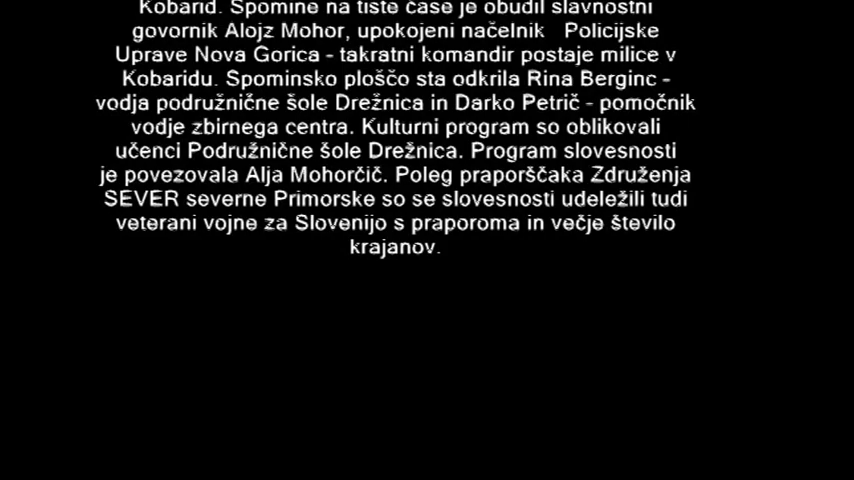 Kobarid. Spomine na tiste čase je obudil slavnostni
govornik Alojz Mohor, upokojeni načelnik Policijske
Uprave Nova Gorica - takratni komandir postaje milice v
Kobaridu. Spominsko ploščo sta odkrila Rina Berginc -
vodja podružnične šole Drežnica in Darko Petrič - pomočnik
vodje zbirnega centra. Kulturni program so oblikovali
učenci Podružnične šole Drežnica. Program slovesnosti
je povezovala Alja Mohorčič. Poleg praporščaka Združenja
SEVER severne Primorske so se slovesnosti udeležili tudi
veterani vojne za Slovenijo s praporoma in večje število
krajanov.